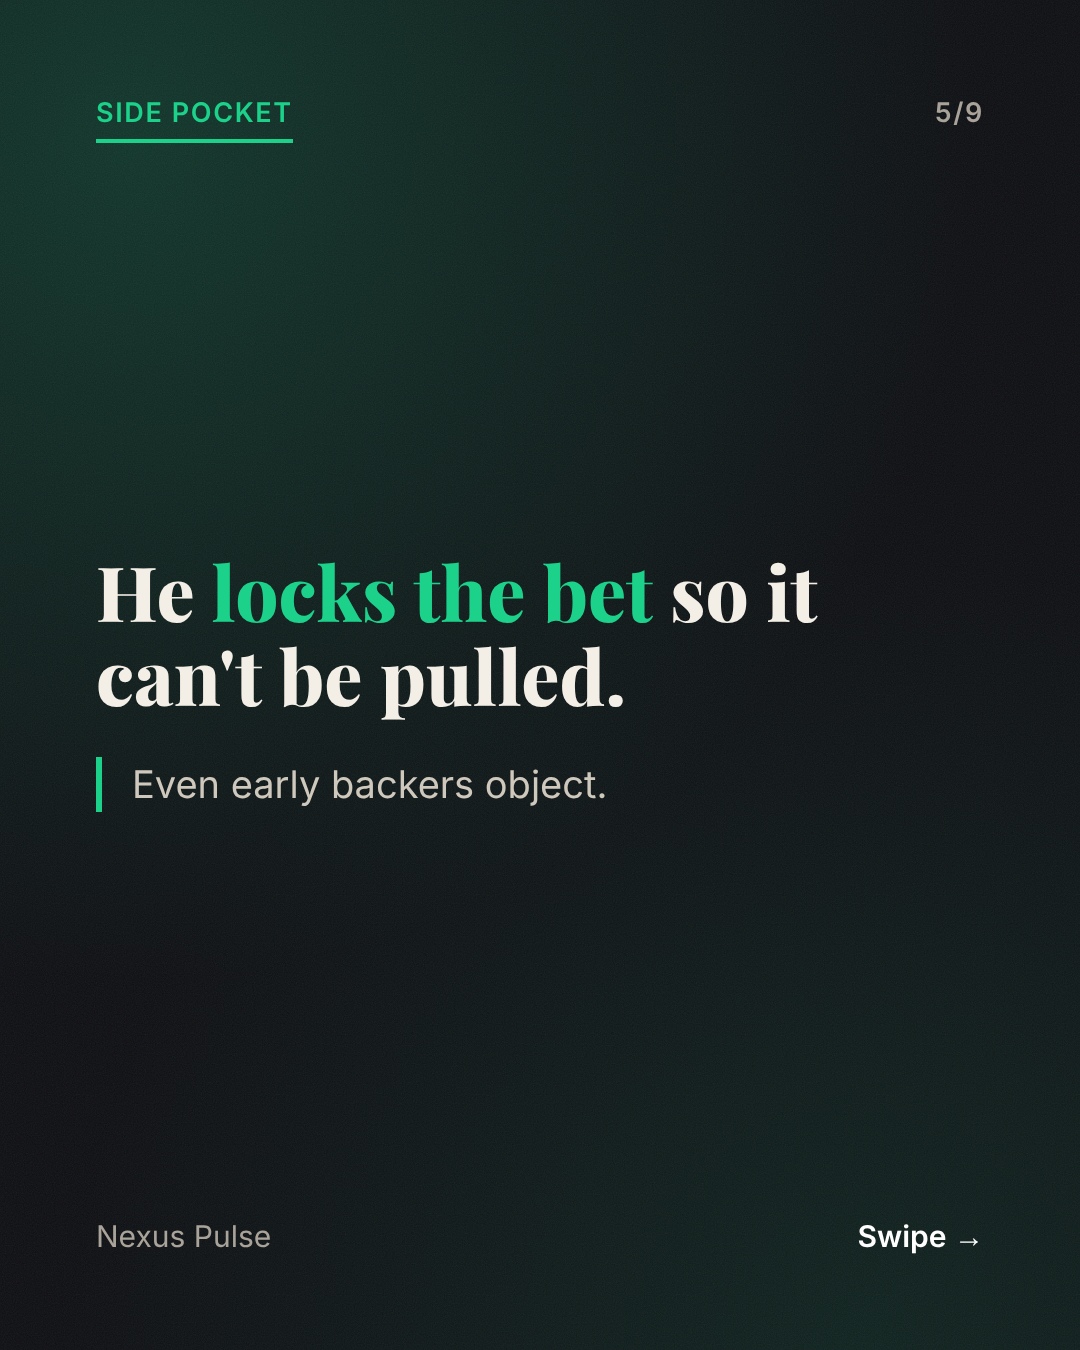 SIDE POCKET
5/9
He locks the bet so it
can't be pulled.
Even early backers object.
Nexus Pulse
Swipe →